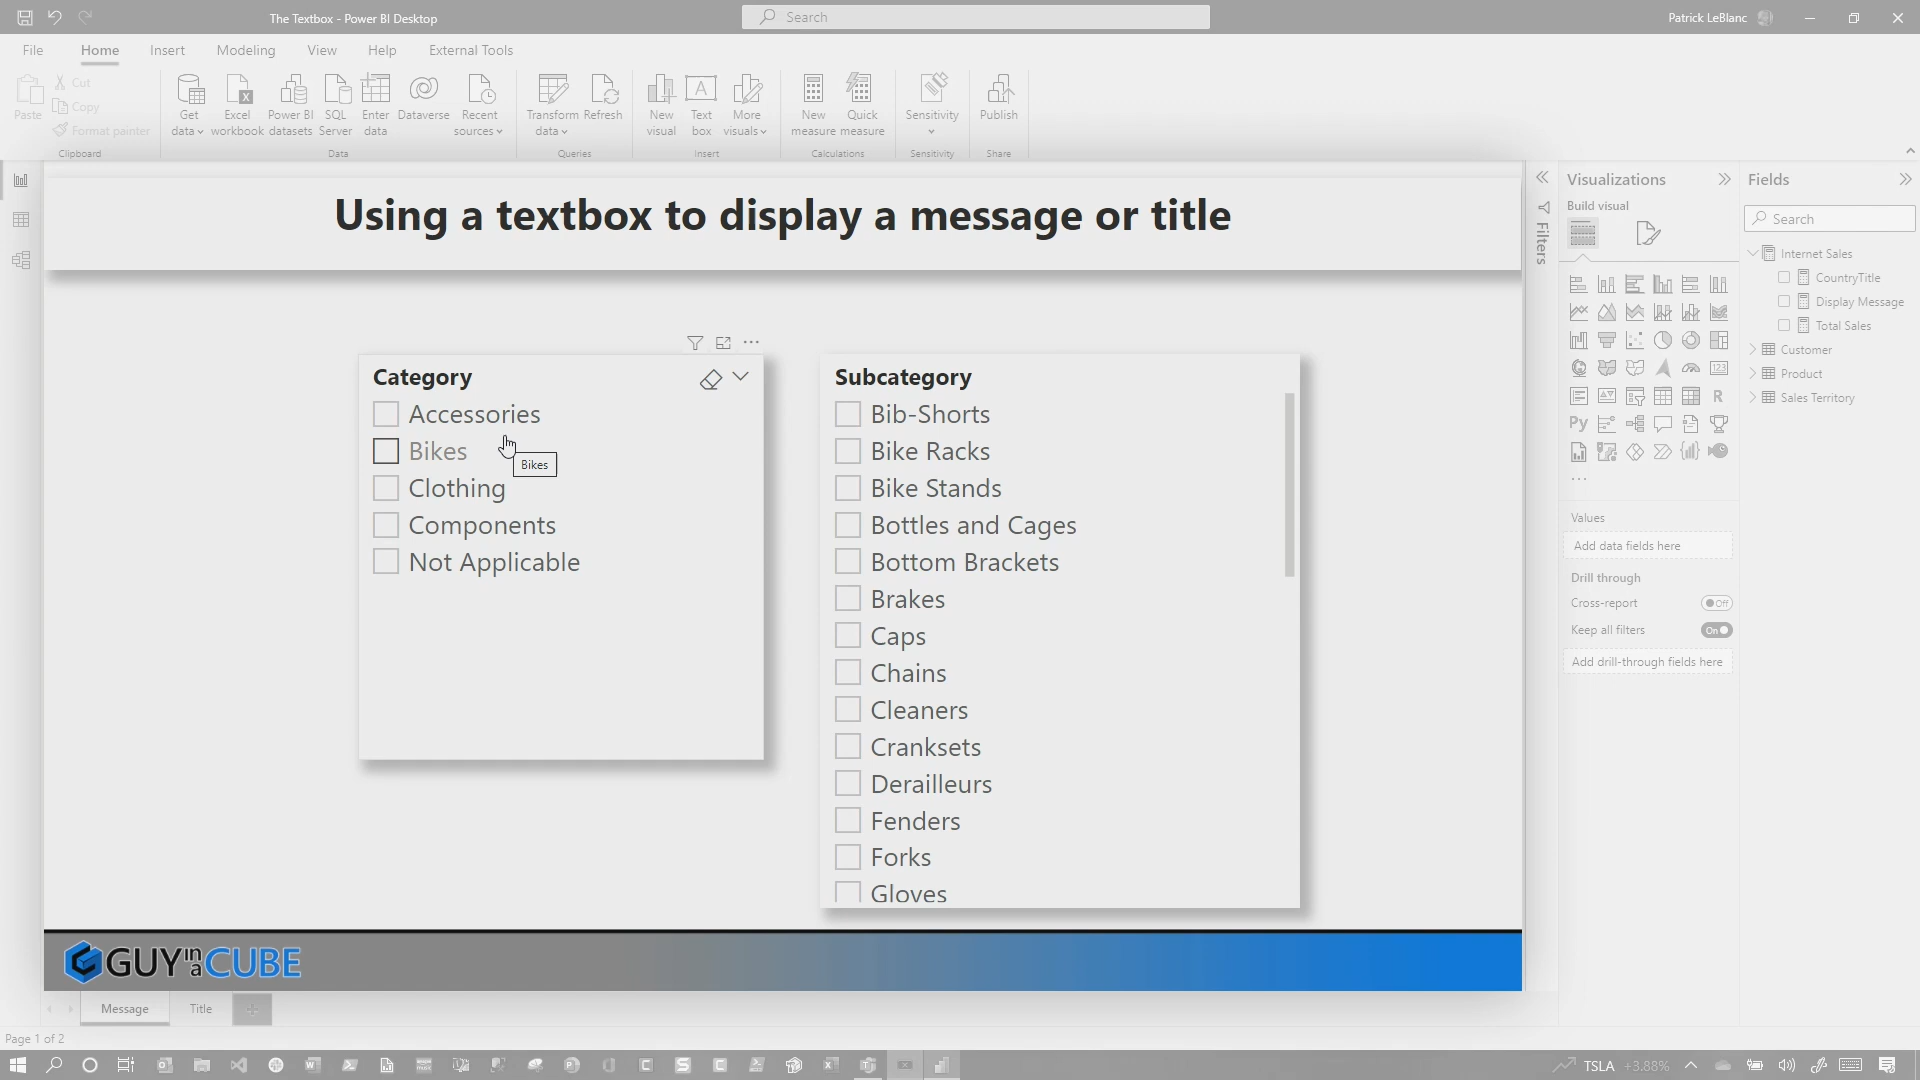 The Textbox - Power BI Desktop
Search
Patrick LeBlanc
File Home Insert Modeling View Help External Tools
Paste
Cut
Copy
Format painter
Clipboard
Get data
Excel workbook
Power BI datasets
SQL Server
Enter data
Dataverse
Recent sources
Data
Transform data
Refresh
Queries
New visual
Text box
More visuals
Insert
New measure
Quick measure
Calculations
Sensitivity
Sensitivity
Publish
Share
Using a textbox to display a message or title
Category
Accessories
Bikes
Bikes
Clothing
Components
Not Applicable
Subcategory
Bib-Shorts
Bike Racks
Bike Stands
Bottles and Cages
Bottom Brackets
Brakes
Caps
Chains
Cleaners
Cranksets
Derailleurs
Fenders
Forks
Gloves
GUY in a CUBE
Filters
Visualizations
Build visual
123
R
Py
Values
Add data fields here
Drill through
Cross-report
Off
Keep all filters
On
Add drill-through fields here
Fields
Search
Internet Sales
CountryTitle
Display Message
Total Sales
Customer
Product
Sales Territory
Message
Title
Page 1 of 2
TSLA +3.88%